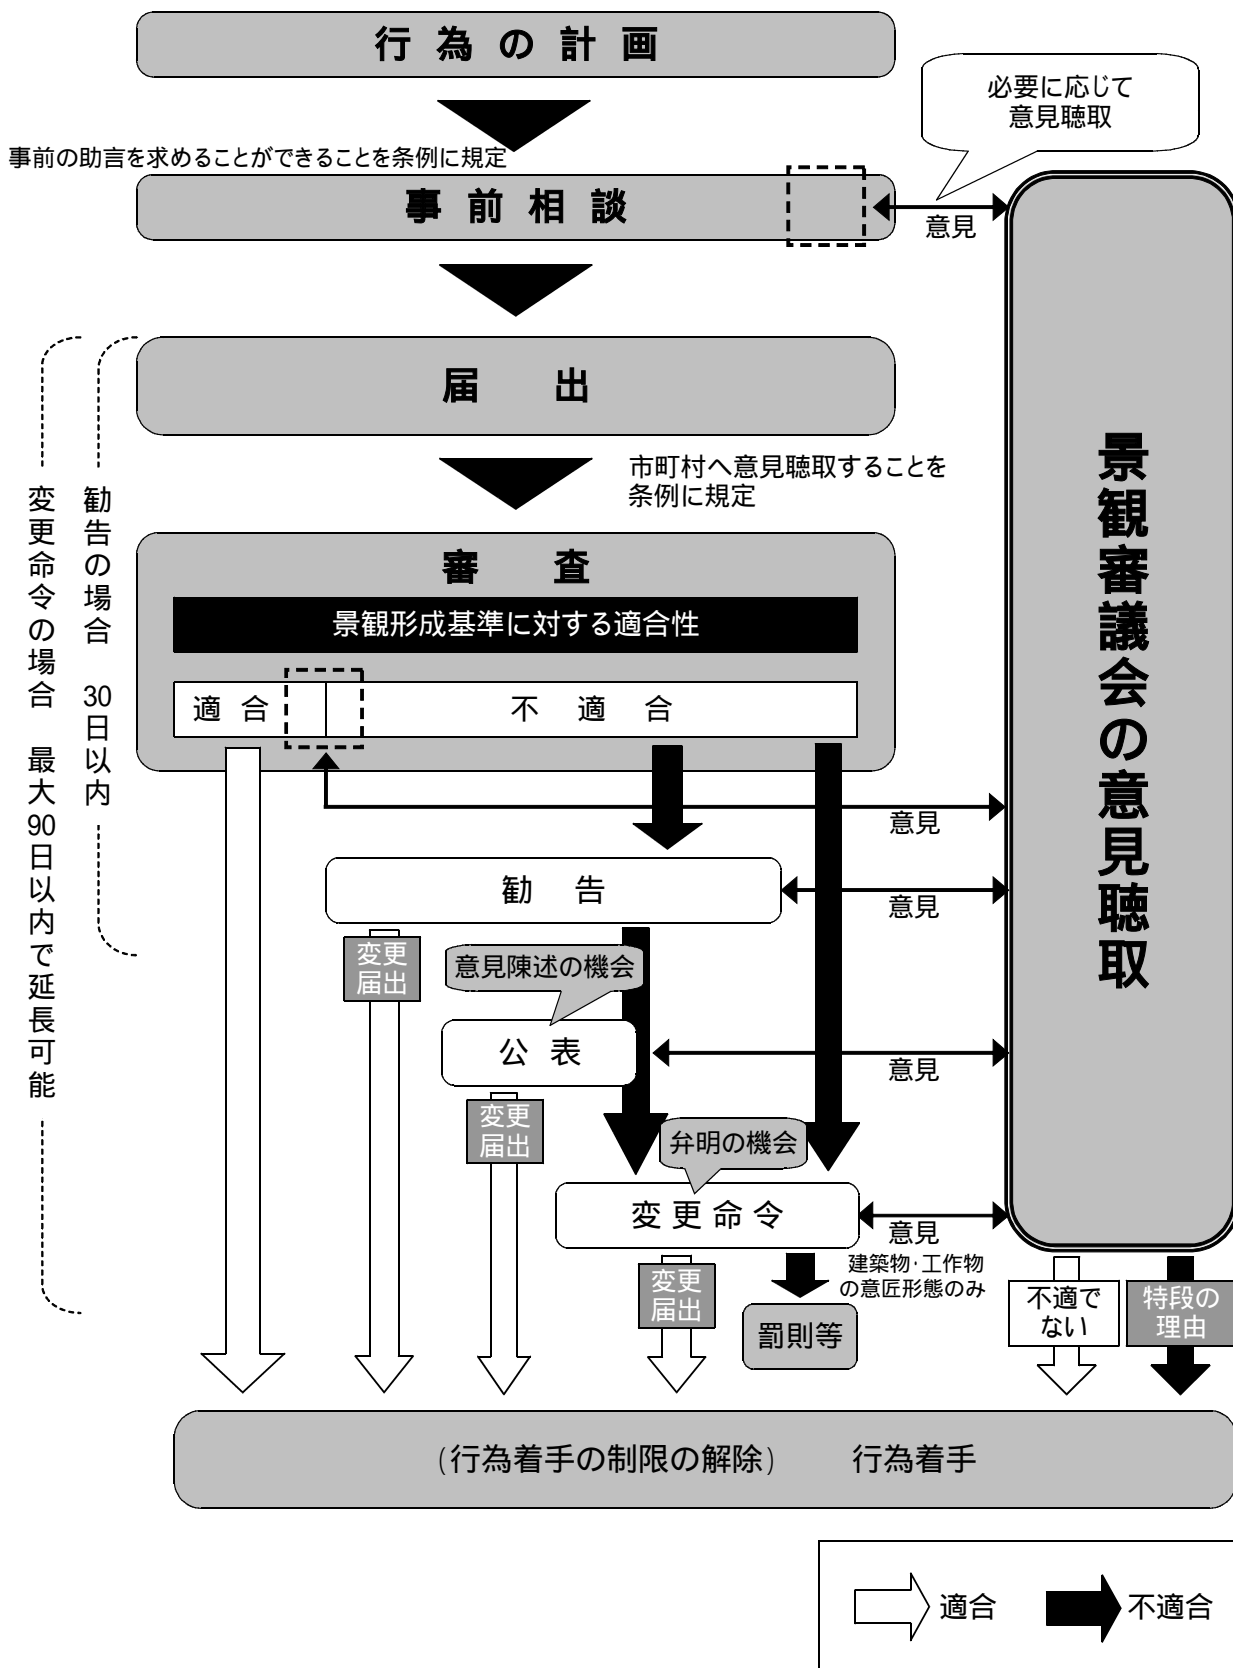 行為の計画
必要に応じて
意見聴取
事前の助言を求めることができることを条例に規定
事前相談
意見
届出
市町村へ意見聴取することを
条例に規定
変更命令の場合 最大90日以内で延長可能
勧告の場合 30日以内
審査
景観形成基準に対する適合性
適合
不適合
意見
勧告
意見
変更
届出
意見陳述の機会
公表
意見
変更
届出
弁明の機会
変更命令
意見
建築物・工作物
の意匠形態のみ
変更
届出
罰則等
景観審議会の意見聴取
不適で
ない
特段の
理由
(行為着手の制限の解除) 行為着手
適合
不適合